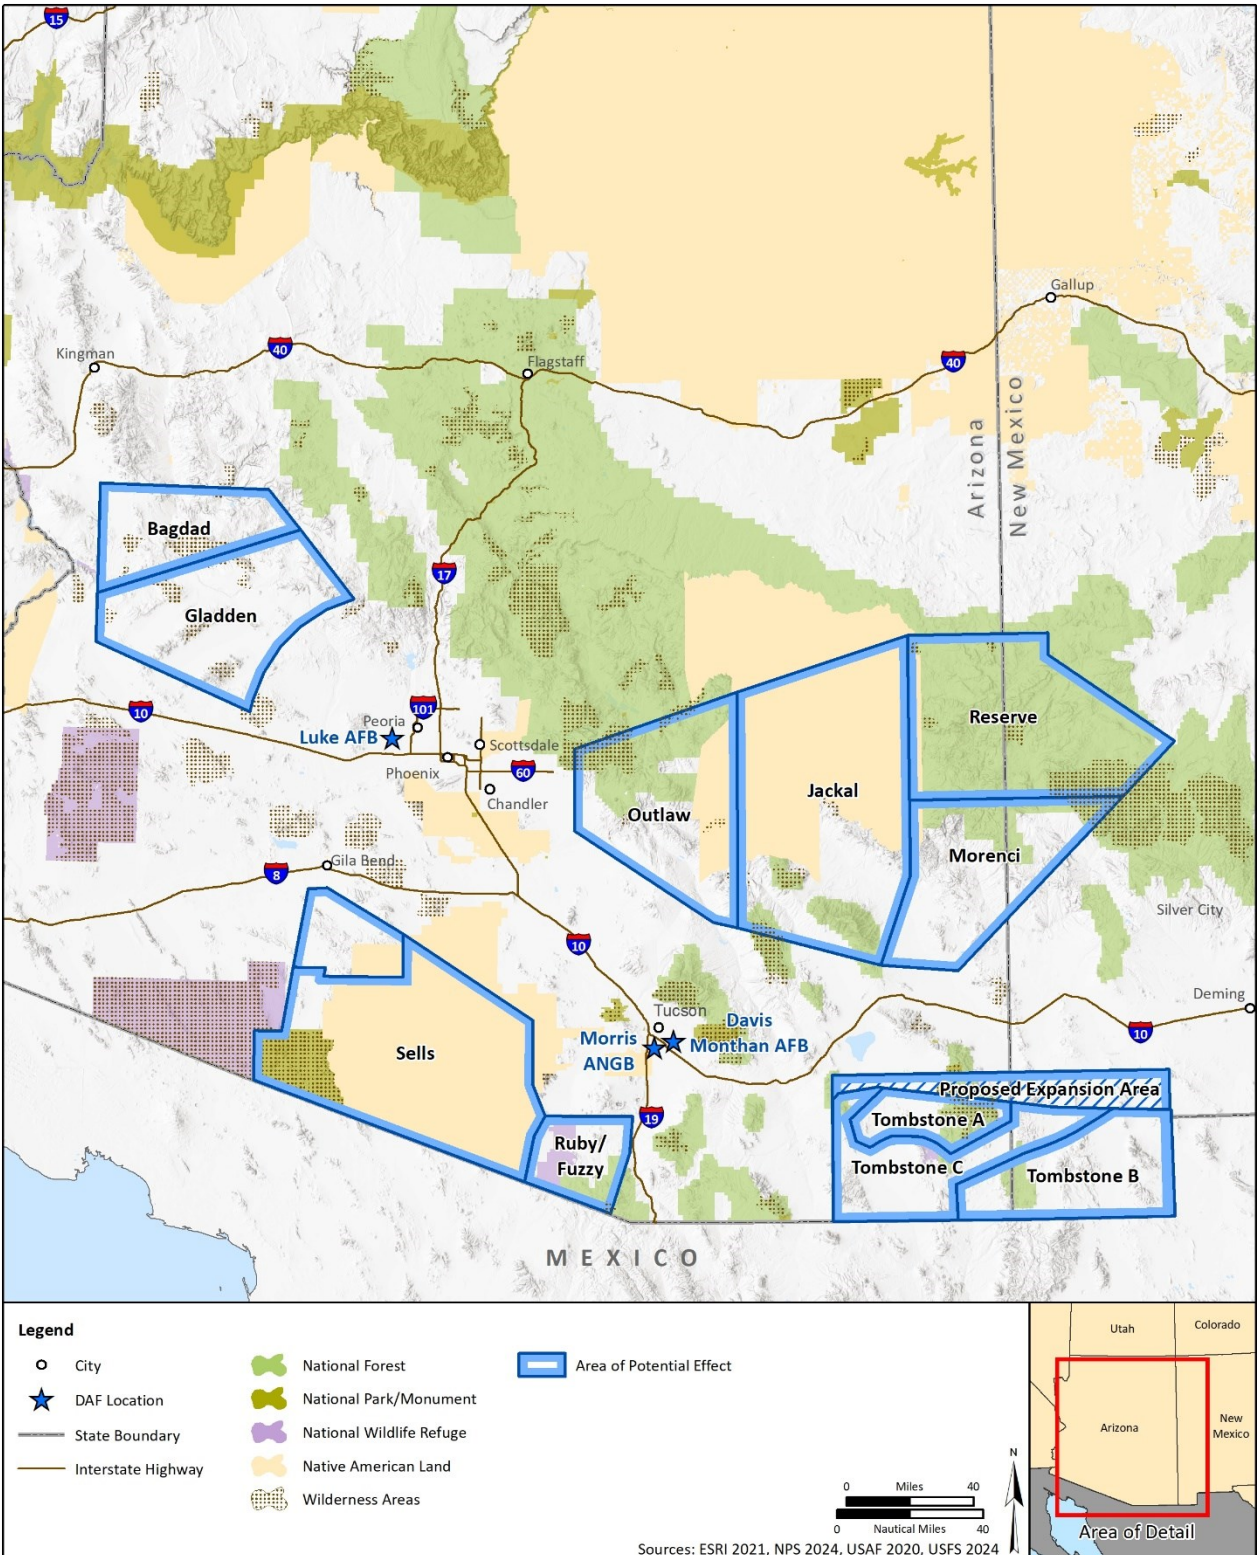 15
Gallup
Kingman
40
Flagstaff
40
Arizona
New Mexico
Bagdad
17
Gladden
101
10
Peoria
Luke AFB
Scottsdale
Reserve
Phoenix
60
Chandler
Jackal
Outlaw
Morenci
Gila Bend
8
Silver City
10
Deming
Tucson
Davis
Monthan AFB
Morris
ANGB
10
Sells
Proposed Expansion Area
19
Tombstone A
Ruby/
Fuzzy
Tombstone C
Tombstone B
MEXICO
Legend
City
DAF Location
State Boundary
Interstate Highway
National Forest
National Park/Monument
National Wildlife Refuge
Native American Land
Wilderness Areas
Area of Potential Effect
N
0 Miles 40
0 Nautical Miles 40
Sources: ESRI 2021, NPS 2024, USAF 2020, USFS 2024
Utah
Colorado
Arizona
New
Mexico
Area of Detail